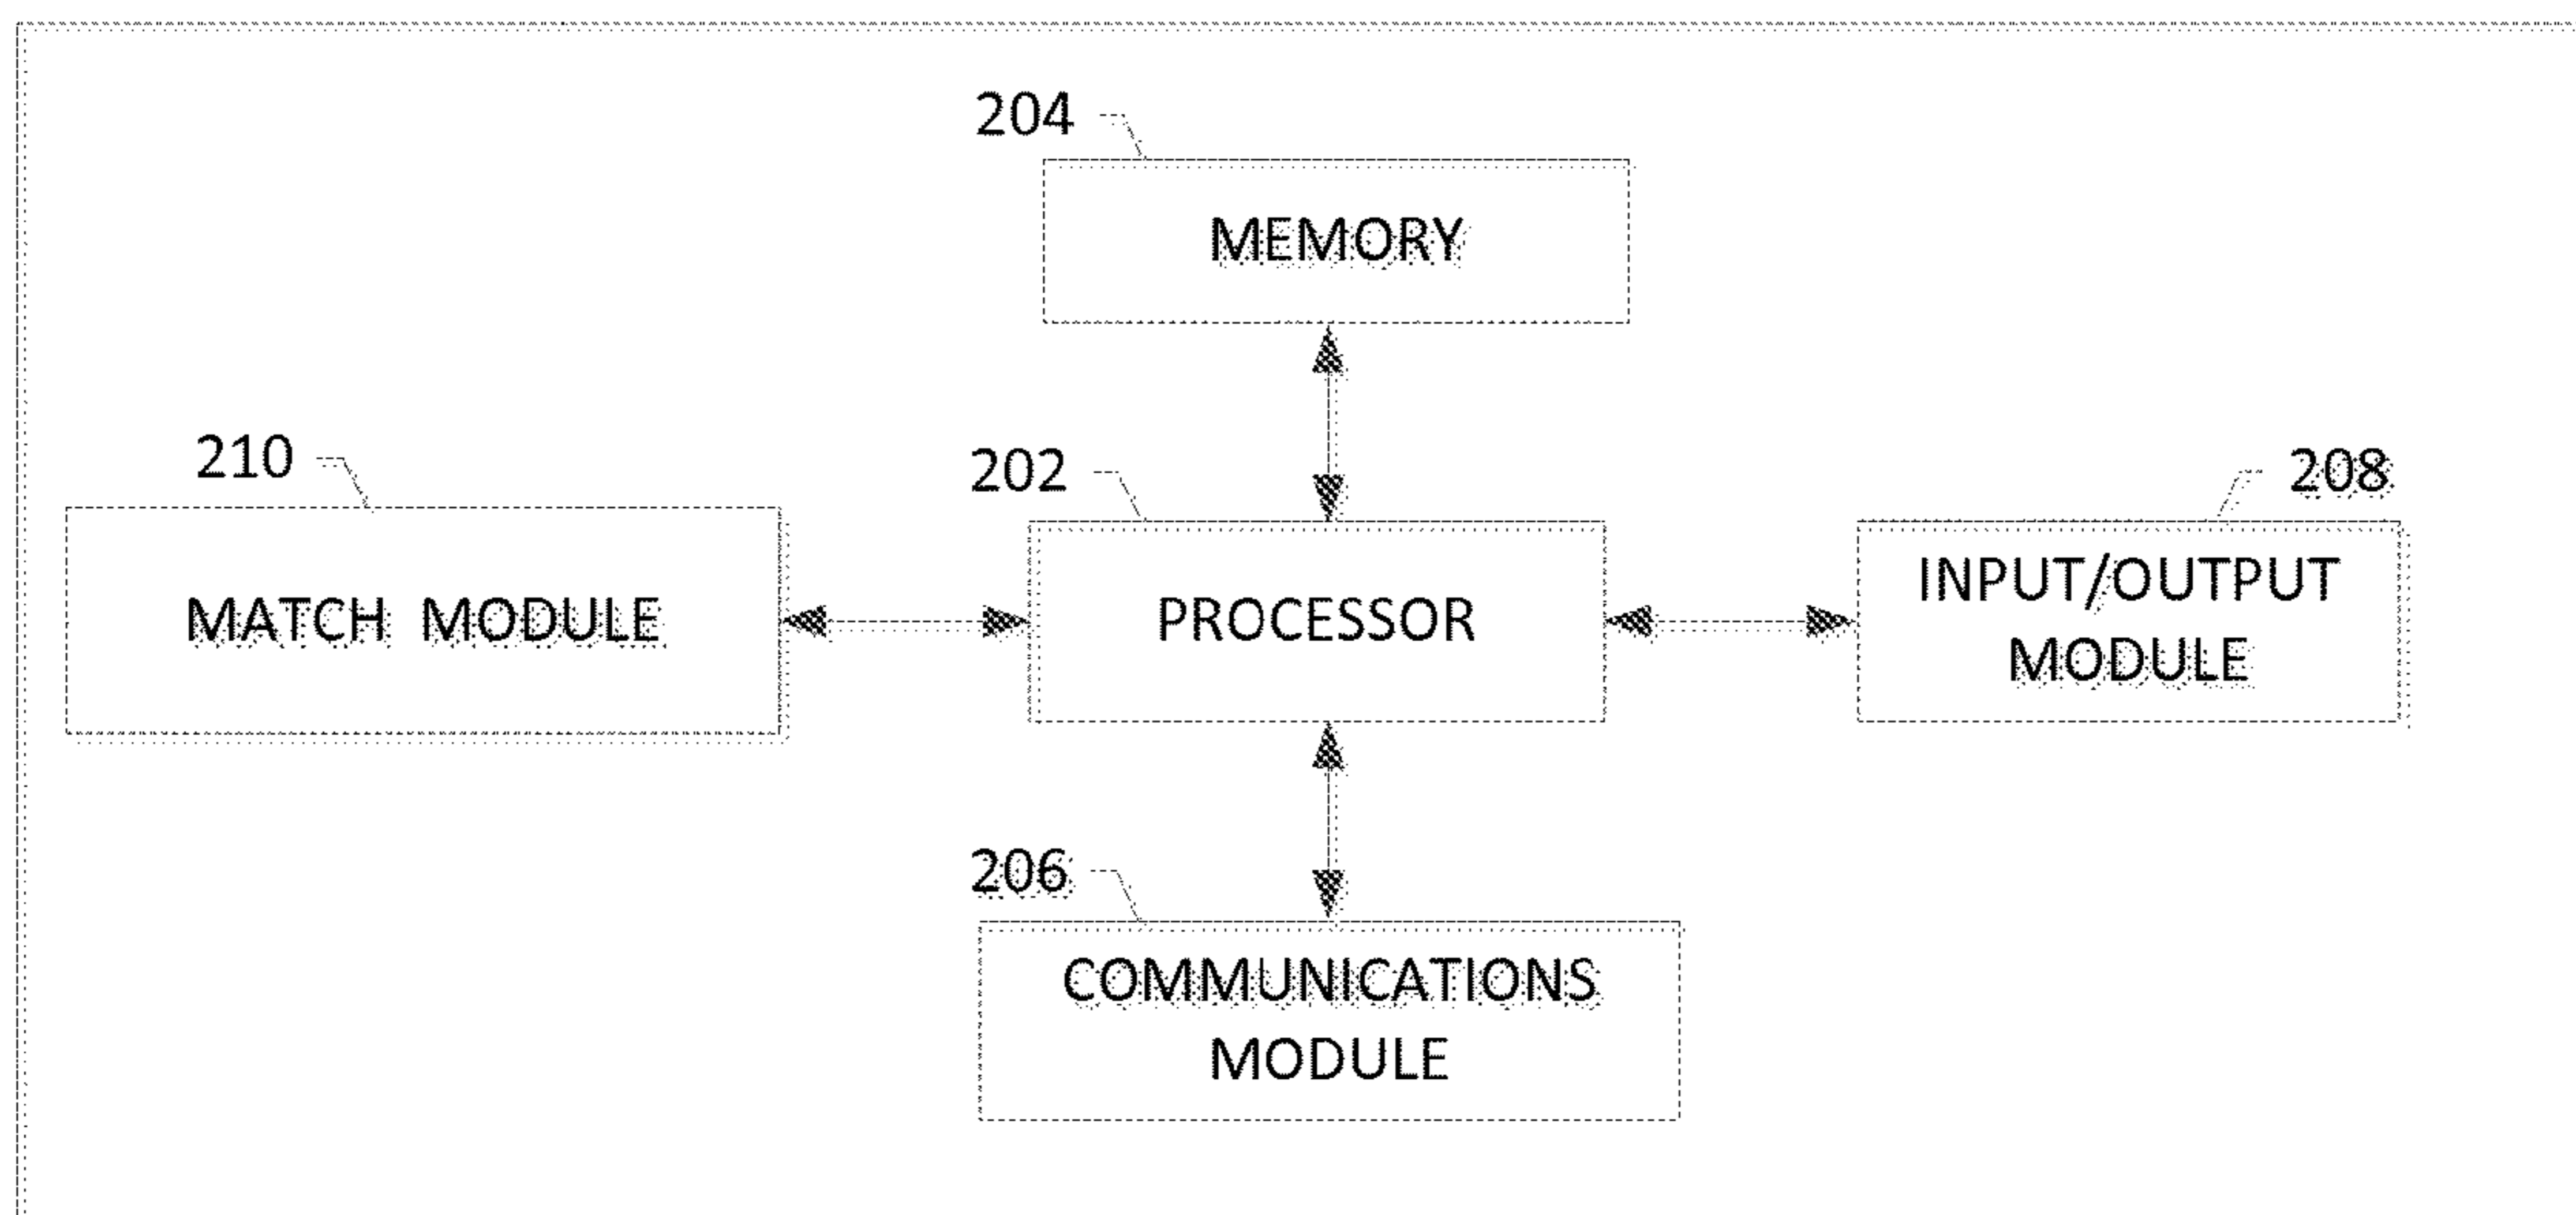 204
MEMORY
210
202
208
MATCH MODULE
PROCESSOR
INPUT/OUTPUT
MODULE
206
COMMUNICATIONS
MODULE